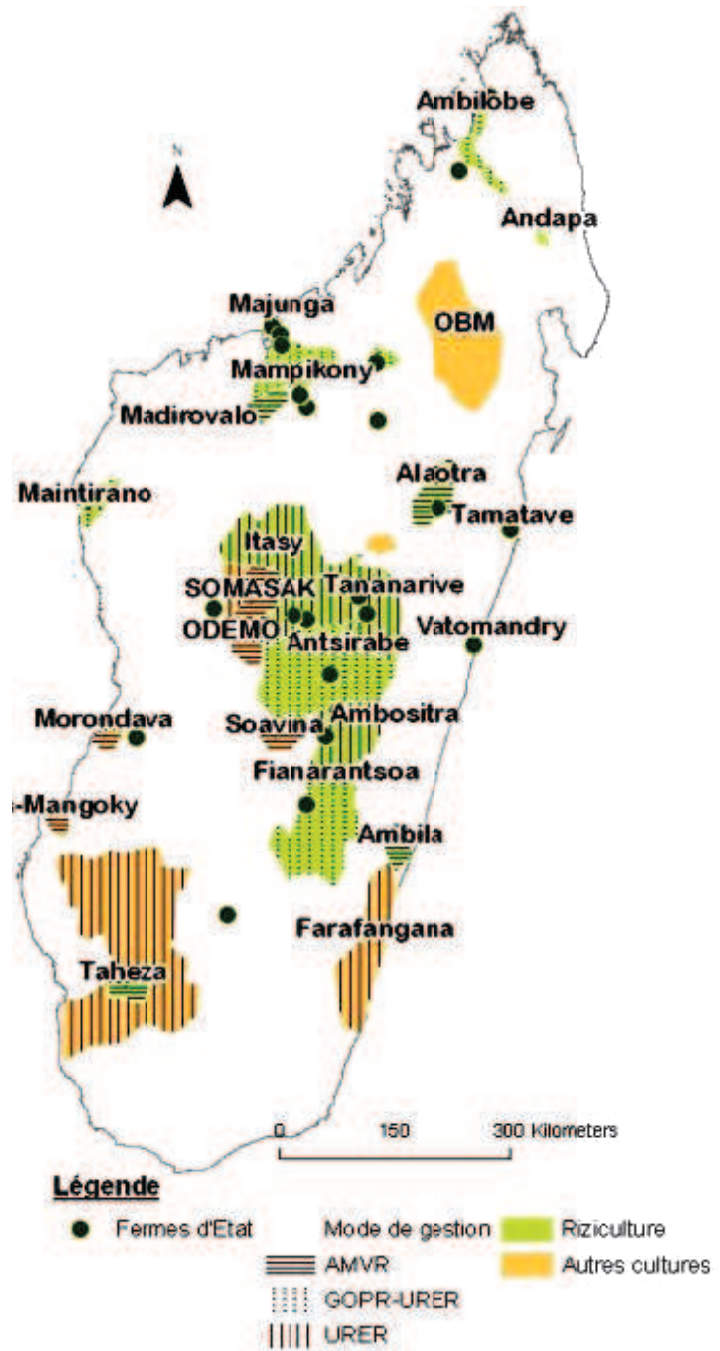 Ambilobe
N
Andapa
Majunga
OBM
Mampikony
Madirovalo
Alaotra
Maintirano
Tamatave
Itasy
SOMASAK
Tananarive
ODEMO
Vatomandry
Antsirabe
Morondava
Soavina
Ambositra
Fianarantsoa
s-Mangoky
Ambila
Farafangana
Taheza
0 150 300 Kilometers
Légende
Fermes d'Etat
Mode de gestion
Riziculture
AMVR
Autres cultures
GOPR-URER
URER